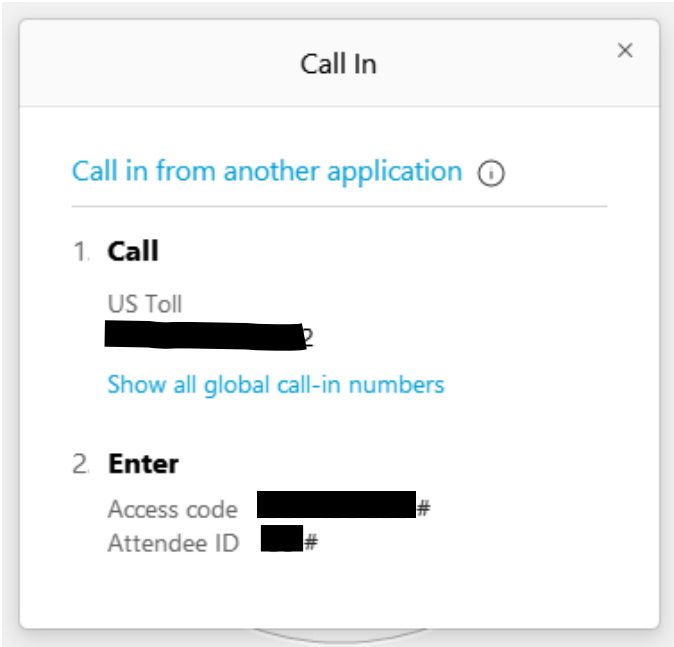 Call In
Call in from another application
1. Call
US Toll
2
Show all global call-in numbers
2. Enter
Access code #
Attendee ID #